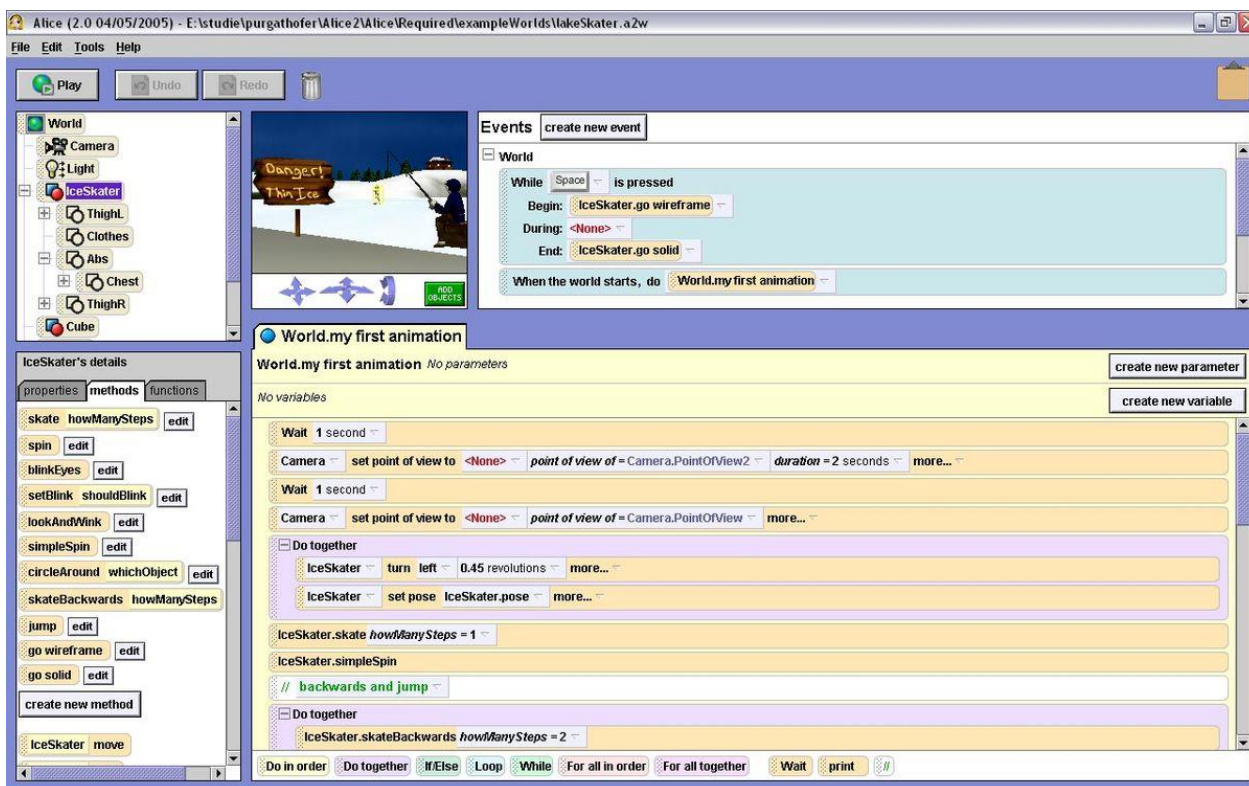 Alice (2.0 04/05/2005) - E:\studie\purgathofer\Alice2\Alice\Required\exampleWorlds\lakeSkater.a2w
File Edit Tools Help
Play Undo Redo
World
Camera
Light
IceSkater
ThighL
Clothes
Abs
Chest
ThighR
Cube
Danger!
Thin Ice
ADD
OBJECTS
Events create new event
World
While Space is pressed
Begin: IceSkater.go wireframe
During: <None>
End: IceSkater.go solid
When the world starts, do World.my first animation
IceSkater's details
properties methods functions
skate howManySteps edit
spin edit
blinkEyes edit
setBlink shouldBlink edit
lookAndWink edit
simpleSpin edit
circleAround whichObject edit
skateBackwards howManySteps
jump edit
go wireframe edit
go solid edit
create new method
IceSkater move
World.my first animation
World.my first animation No parameters create new parameter
No variables create new variable
Wait 1 second
Camera set point of view to <None> point of view of = Camera.PointOfView2 duration = 2 seconds more...
Wait 1 second
Camera set point of view to <None> point of view of = Camera.PointOfView more...
Do together
IceSkater turn left 0.45 revolutions more...
IceSkater set pose IceSkater.pose more...
IceSkater.skate howManySteps = 1
IceSkater.simpleSpin
// backwards and jump
Do together
IceSkater.skateBackwards howManySteps = 2
Do in order Do together If/Else Loop While For all in order For all together Wait print //